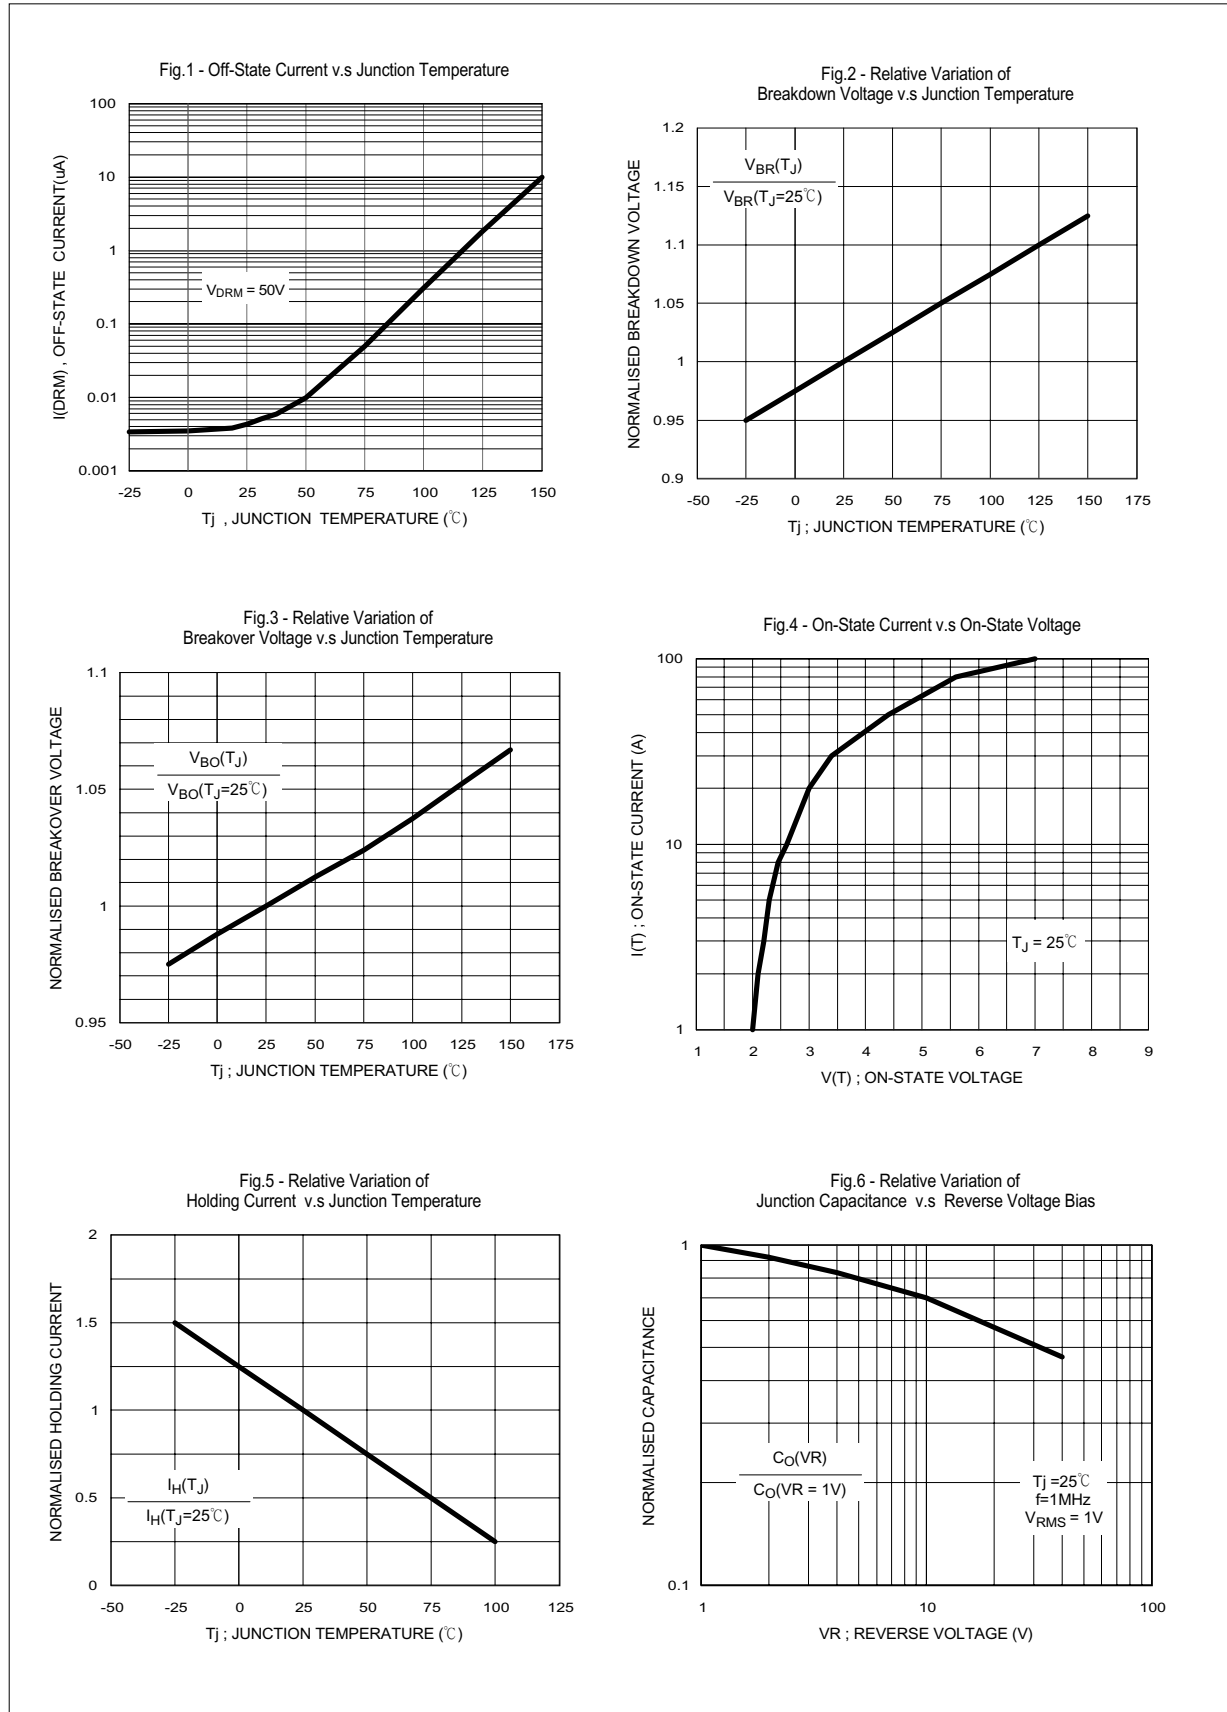 Fig.1 - Off-State Current v.s Junction Temperature
I(DRM) , OFF-STATE CURRENT(uA)
100
10
1
0.1
0.01
0.001
VDRM = 50V
-25 0 25 50 75 100 125 150
Tj , JUNCTION TEMPERATURE (℃)
Fig.2 - Relative Variation of
Breakdown Voltage v.s Junction Temperature
NORMALISED BREAKDOWN VOLTAGE
1.2
1.15
1.1
1.05
1
0.95
0.9
VBR(TJ)
VBR(TJ=25℃)
-50 -25 0 25 50 75 100 125 150 175
Tj ; JUNCTION TEMPERATURE (℃)
Fig.3 - Relative Variation of
Breakover Voltage v.s Junction Temperature
NORMALISED BREAKOVER VOLTAGE
1.1
1.05
1
0.95
VBO(TJ)
VBO(TJ=25℃)
-50 -25 0 25 50 75 100 125 150 175
Tj ; JUNCTION TEMPERATURE (℃)
Fig.4 - On-State Current v.s On-State Voltage
I(T) ; ON-STATE CURRENT (A)
100
10
1
TJ = 25℃
1 2 3 4 5 6 7 8 9
V(T) ; ON-STATE VOLTAGE
Fig.5 - Relative Variation of
Holding Current v.s Junction Temperature
NORMALISED HOLDING CURRENT
2
1.5
1
0.5
0
IH(TJ)
IH(TJ=25℃)
-50 -25 0 25 50 75 100 125
Tj ; JUNCTION TEMPERATURE (℃)
Fig.6 - Relative Variation of
Junction Capacitance v.s Reverse Voltage Bias
NORMALISED CAPACITANCE
1
0.1
CO(VR)
CO(VR = 1V)
Tj =25℃
f=1MHz
VRMS = 1V
1 10 100
VR ; REVERSE VOLTAGE (V)